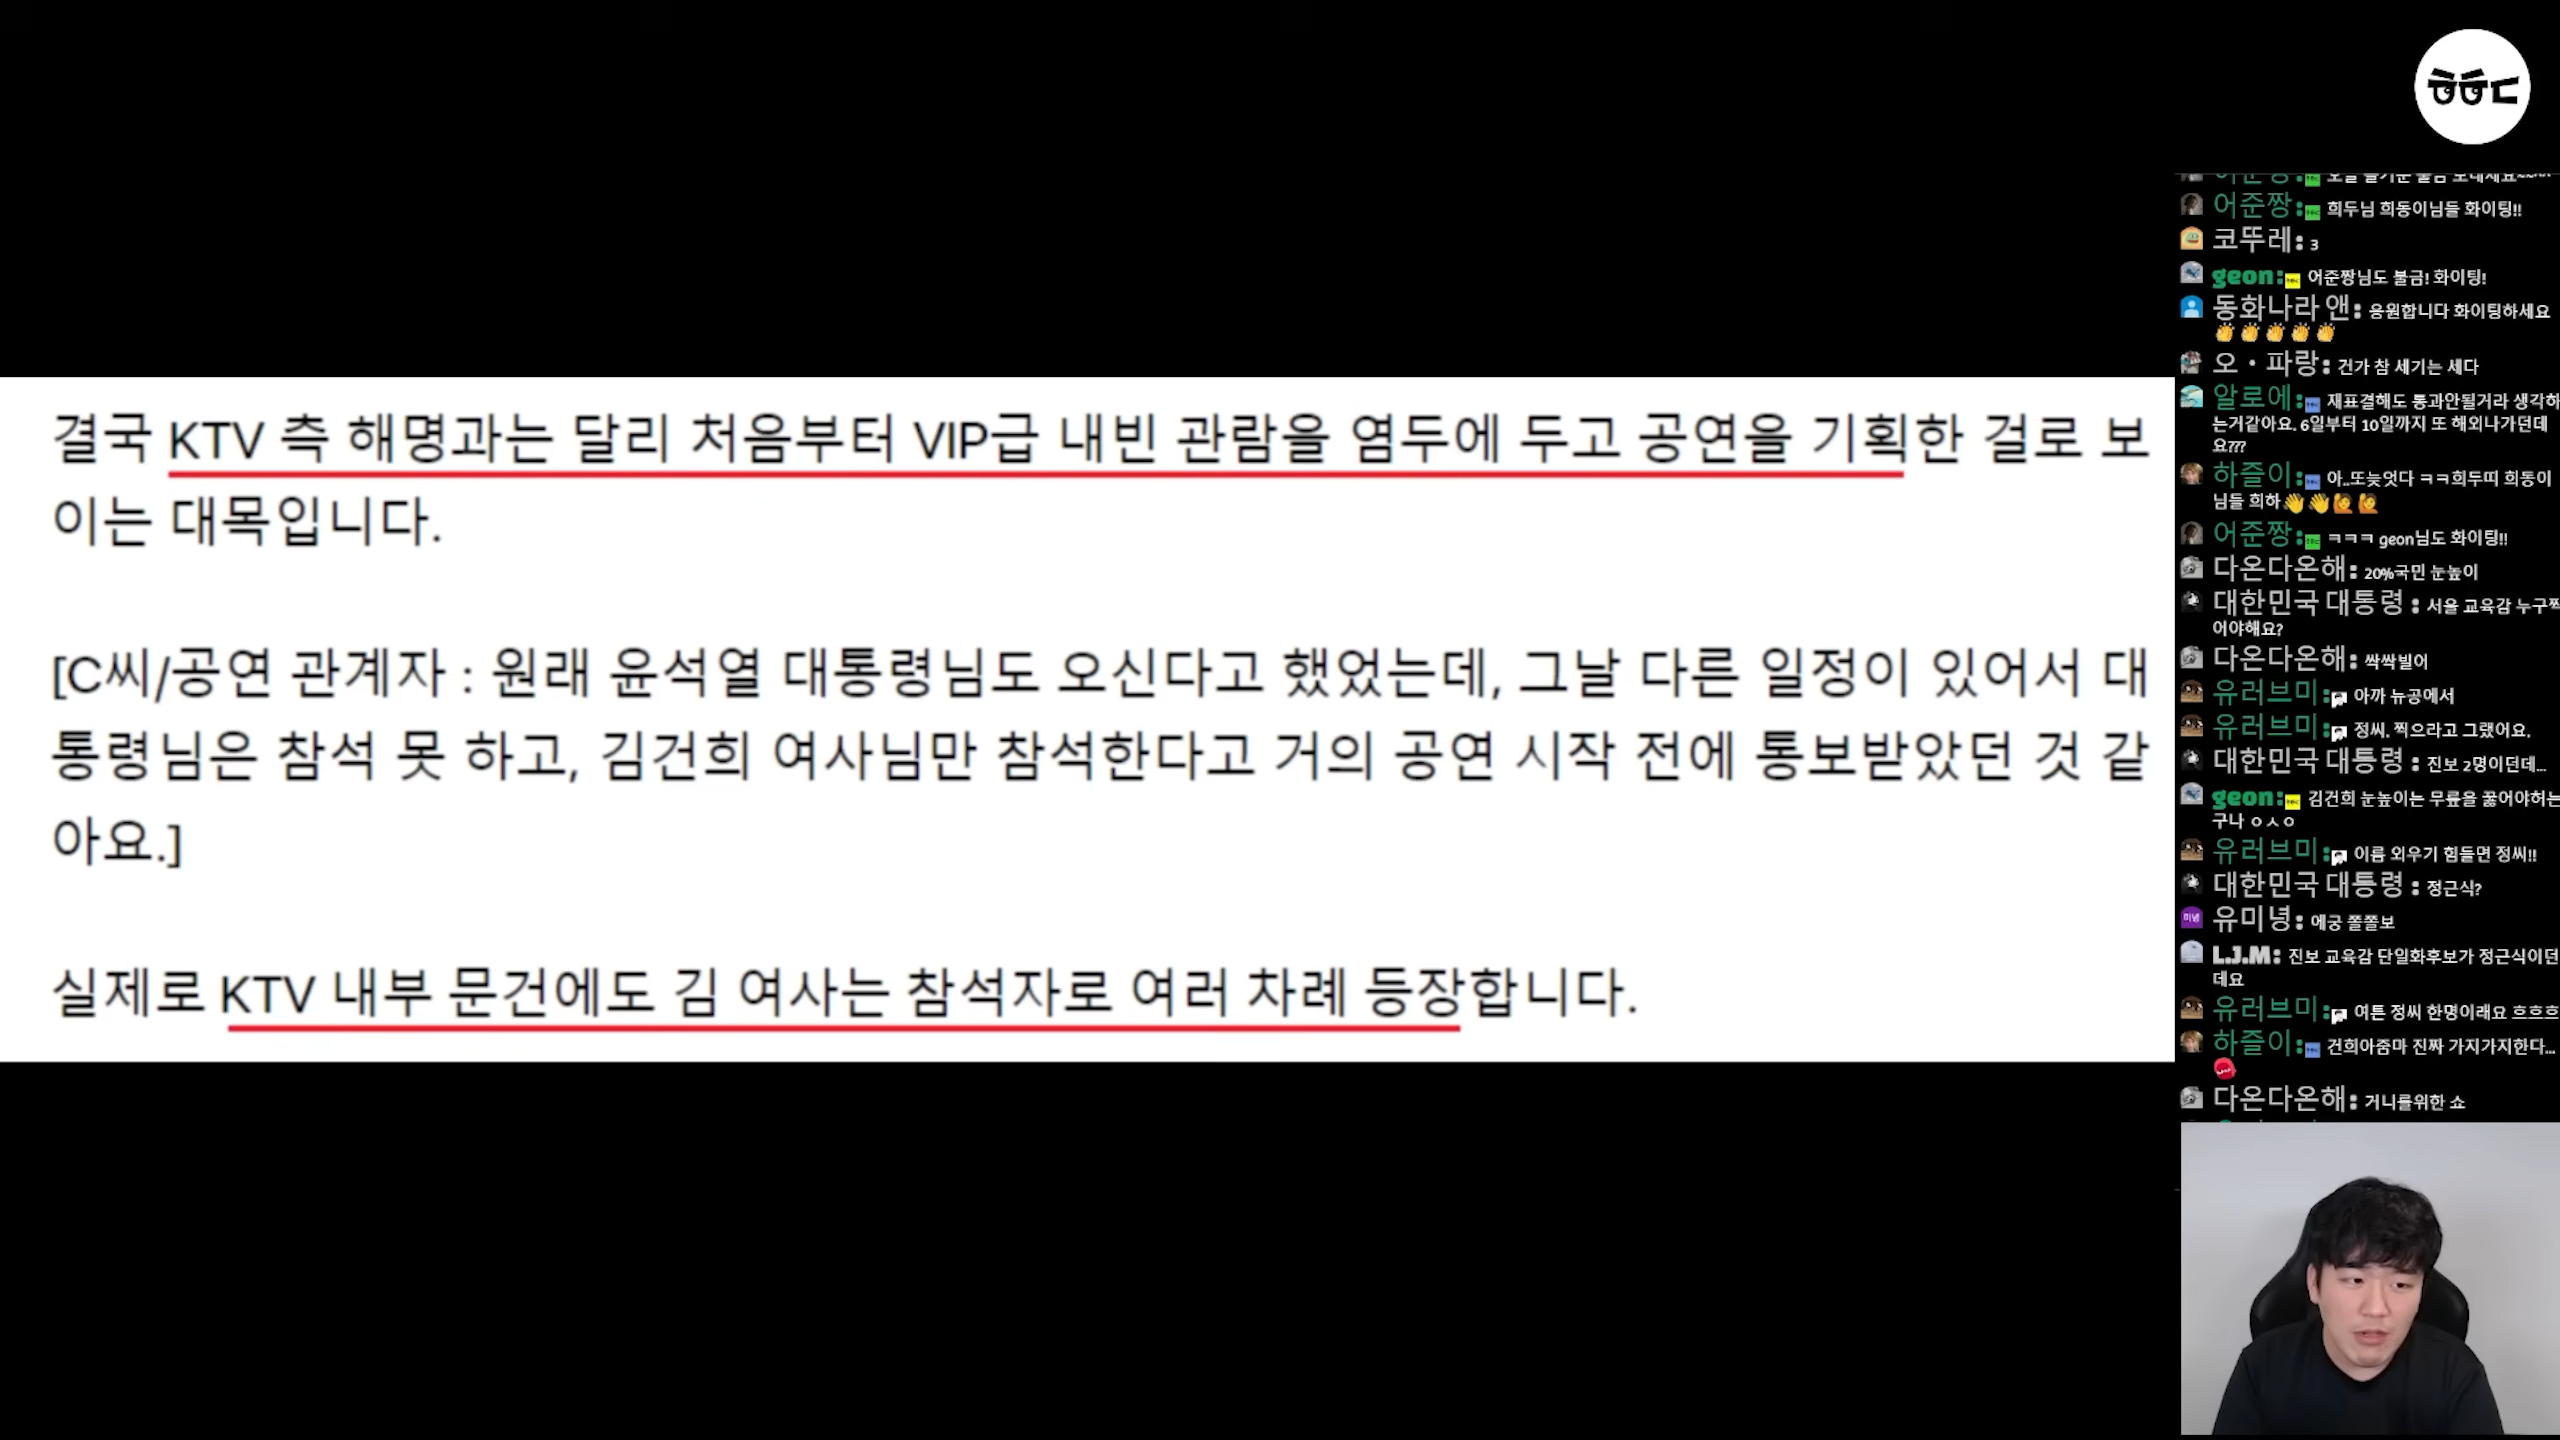 ㅎㅎㄷ
결국 KTV 측 해명과는 달리 처음부터 VIP급 내빈 관람을 염두에 두고 공연을 기획한 걸로 보
이는 대목입니다.
[C씨/공연 관계자 : 원래 윤석열 대통령님도 오신다고 했었는데, 그날 다른 일정이 있어서 대
통령님은 참석 못 하고, 김건희 여사님만 참석한다고 거의 공연 시작 전에 통보받았던 것 같
아요.]
실제로 KTV 내부 문건에도 김 여사는 참석자로 여러 차례 등장합니다.
어준짱: 희두님 희동이님들 화이팅!!
코뚜레: 3
geon: 어준짱님도 불금! 화이팅!
동화나라 앤: 응원합니다 화이팅하세요
👏👏👏👏👏
오·파랑: 건가 참 세기는 세다
알로에: 재표결해도 통과안될거라 생각하
는거같아요. 6일부터 10일까지 또 해외나가던데
요???
하즐이: 아..또늦엇다 ㅋㅋ희두띠 희동이
님들 희하👋👋🙋🙋
어준짱: ㅋㅋㅋ geon님도 화이팅!!
다온다온해: 20%국민 눈높이
대한민국 대통령 : 서울 교육감 누구찍
어야해요?
다온다온해: 싹싹빌어
유러브미: 아까 뉴공에서
유러브미: 정씨. 찍으라고 그랬어요.
대한민국 대통령 : 진보 2명이던데...
geon: 김건희 눈높이는 무릎을 꿇어야허는
구나 ㅇㅅㅇ
유러브미: 이름 외우기 힘들면 정씨!!
대한민국 대통령 : 정근식?
유미녕: 에궁 쫄쫄보
L.J.M: 진보 교육감 단일화후보가 정근식이던
데요
유러브미: 여튼 정씨 한명이래요 흐흐흐
하즐이: 건희아줌마 진짜 가지가지한다...
다온다온해: 거니를위한 쇼